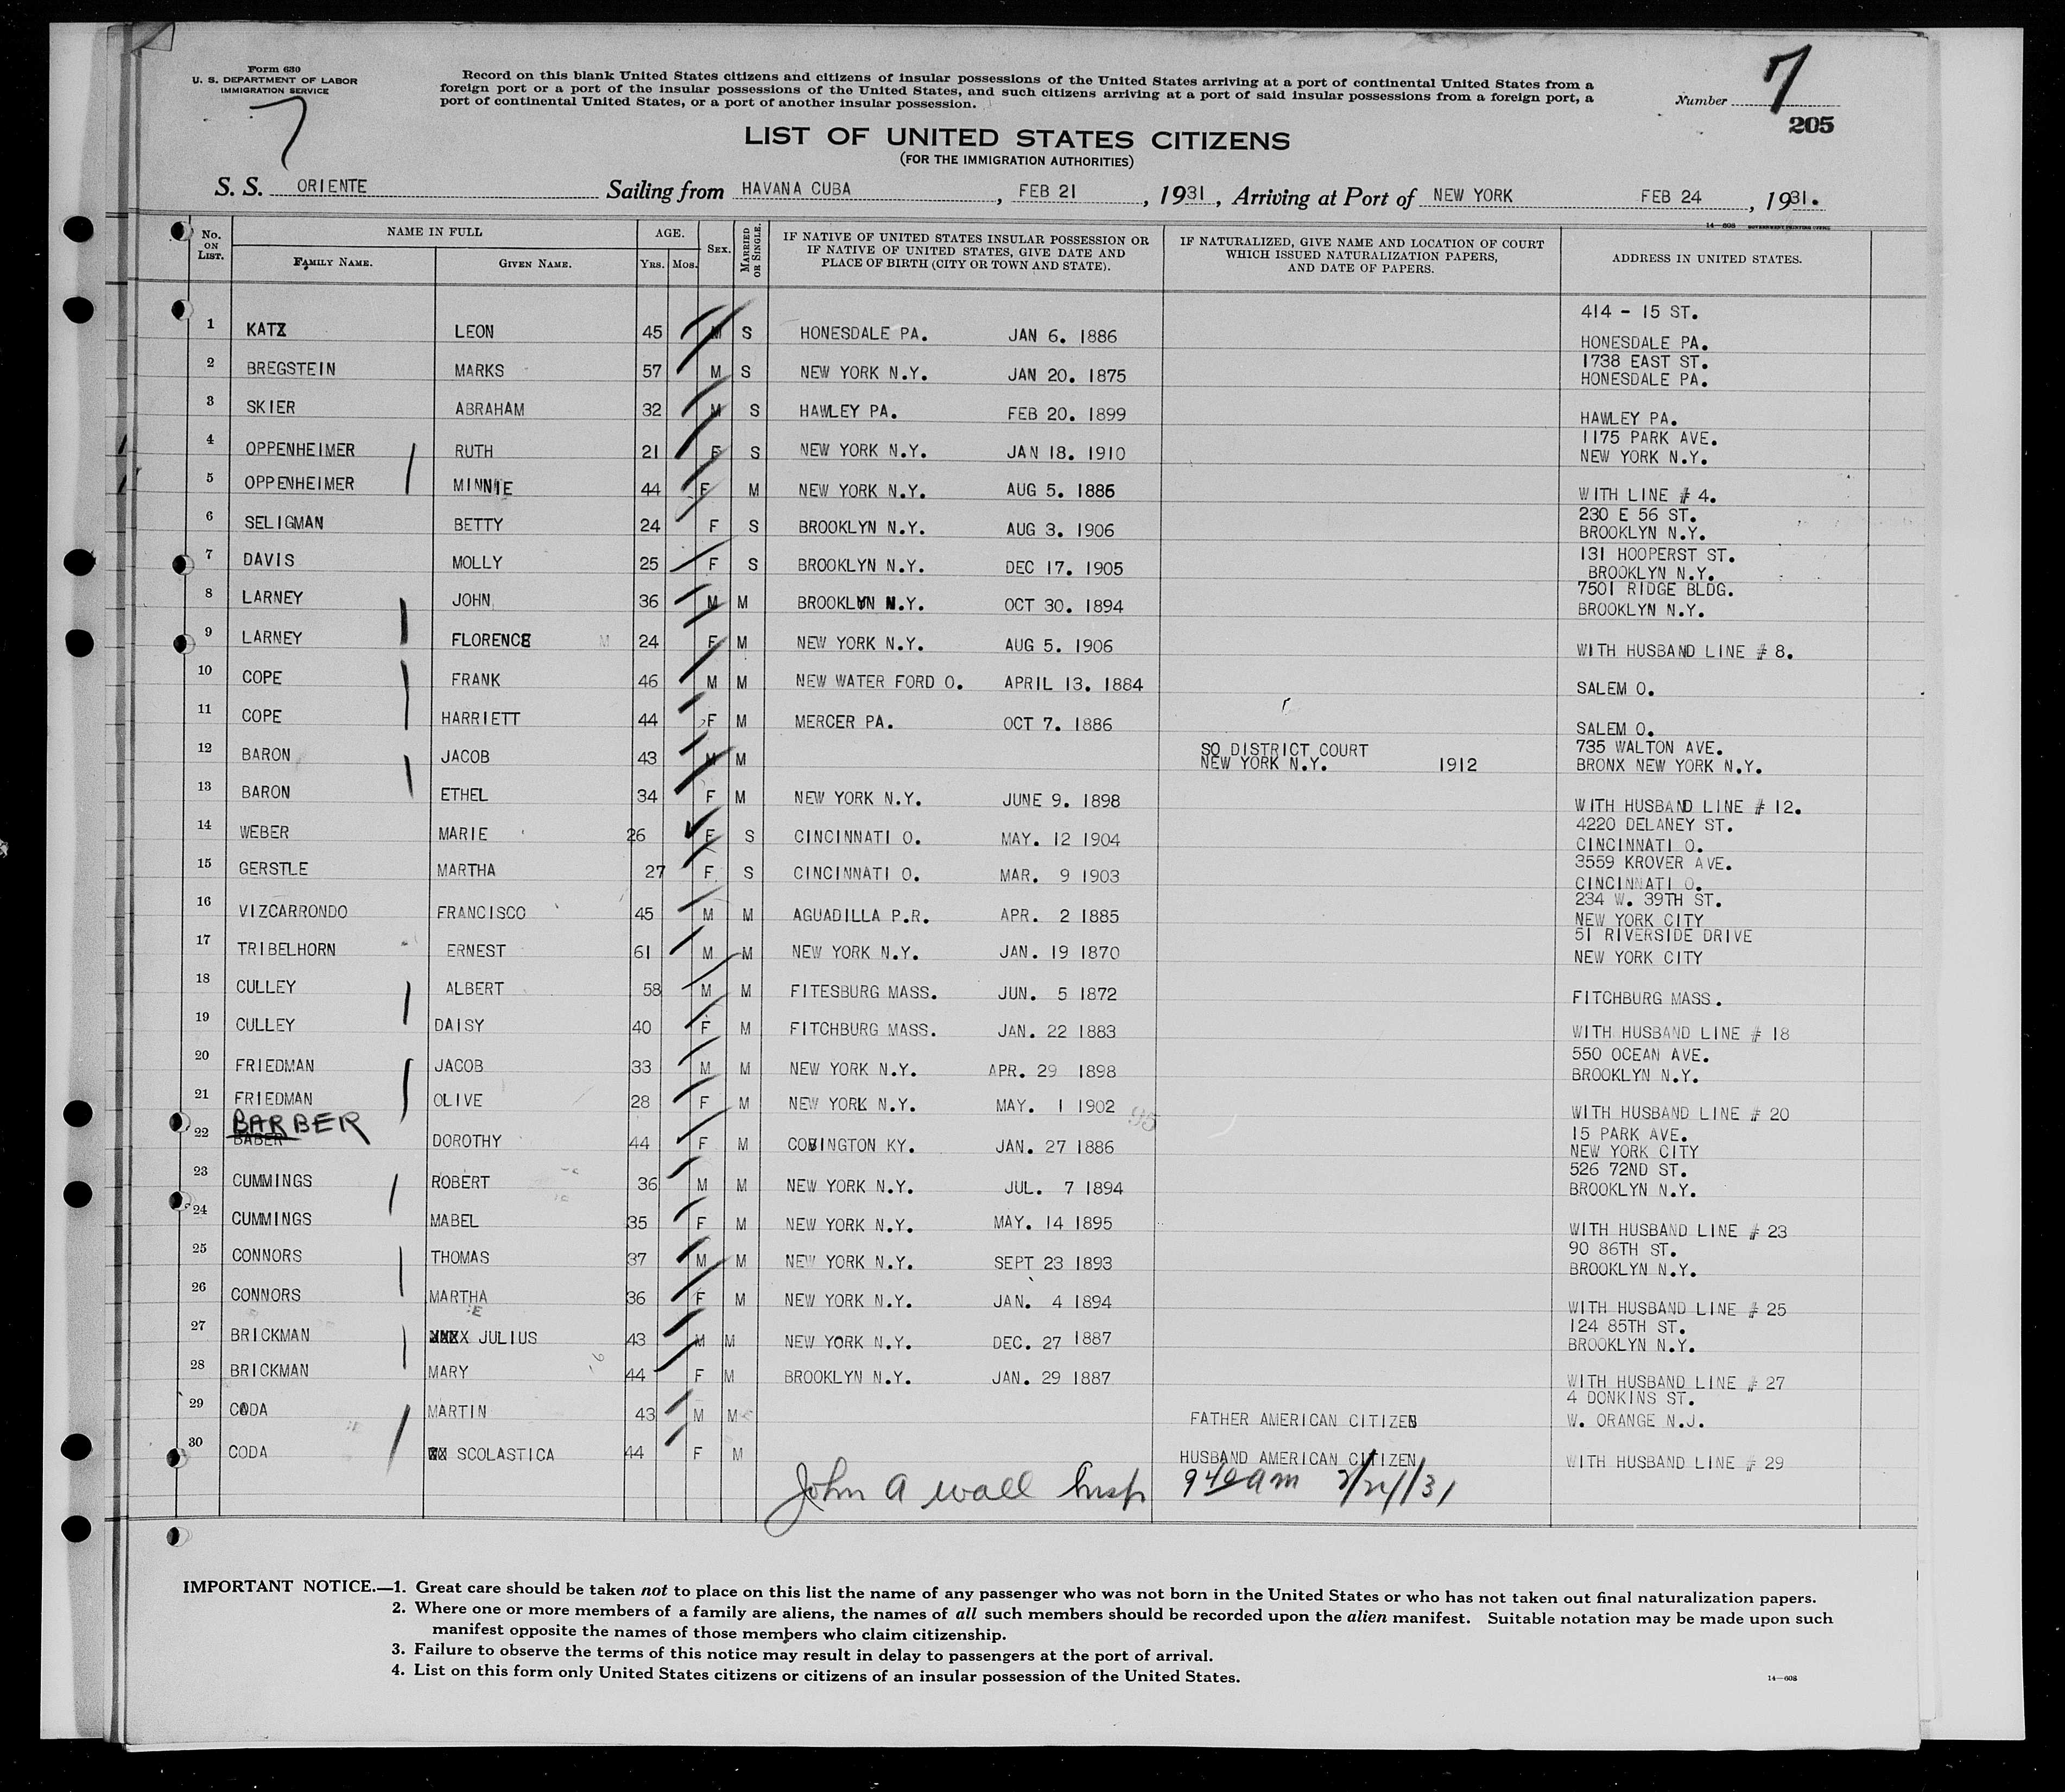 Form 630
U. S. DEPARTMENT OF LABOR
IMMIGRATION SERVICE
7
Record on this blank United States citizens and citizens of insular possessions of the United States arriving at a port of continental United States from a
foreign port or a port of the insular possessions of the United States, and such citizens arriving at a port of said insular possessions from a foreign port, a
port of continental United States, or a port of another insular possession.
Number 7
205
LIST OF UNITED STATES CITIZENS
(FOR THE IMMIGRATION AUTHORITIES)
S. S. ORIENTE Sailing from HAVANA CUBA, FEB 21, 1931, Arriving at Port of NEW YORK FEB 24, 1931.
14—608 GOVERNMENT PRINTING OFFICE
No. ON LIST. NAME IN FULL FAMILY NAME. GIVEN NAME. AGE. YRS. MOS. SEX. MARRIED OR SINGLE. IF NATIVE OF UNITED STATES INSULAR POSSESSION OR IF NATIVE OF UNITED STATES, GIVE DATE AND PLACE OF BIRTH (CITY OR TOWN AND STATE). IF NATURALIZED, GIVE NAME AND LOCATION OF COURT WHICH ISSUED NATURALIZATION PAPERS, AND DATE OF PAPERS. ADDRESS IN UNITED STATES.
1 KATZ LEON 45 M S HONESDALE PA. JAN 6. 1886 414 - 15 ST. HONESDALE PA.
2 BREGSTEIN MARKS 57 M S NEW YORK N.Y. JAN 20. 1875 1738 EAST ST. HONESDALE PA.
3 SKIER ABRAHAM 32 M S HAWLEY PA. FEB 20. 1899 HAWLEY PA.
4 OPPENHEIMER RUTH 21 F S NEW YORK N.Y. JAN 18. 1910 1175 PARK AVE. NEW YORK N.Y.
5 OPPENHEIMER MINNIE 44 F M NEW YORK N.Y. AUG 5. 1886 WITH LINE # 4.
6 SELIGMAN BETTY 24 F S BROOKLYN N.Y. AUG 3. 1906 230 E 56 ST. BROOKLYN N.Y.
7 DAVIS MOLLY 25 F S BROOKLYN N.Y. DEC 17. 1905 131 HOOPERST ST. BROOKLYN N.Y.
8 LARNEY JOHN 36 M M BROOKLYN N.Y. OCT 30. 1894 7501 RIDGE BLDG. BROOKLYN N.Y.
9 LARNEY FLORENCE M 24 F M NEW YORK N.Y. AUG 5. 1906 WITH HUSBAND LINE # 8.
10 COPE FRANK 46 M M NEW WATER FORD O. APRIL 13. 1884 SALEM O.
11 COPE HARRIETT 44 F M MERCER PA. OCT 7. 1886 SALEM O.
12 BARON JACOB 43 M M SO DISTRICT COURT NEW YORK N.Y. 1912 735 WALTON AVE. BRONX NEW YORK N.Y.
13 BARON ETHEL 34 F M NEW YORK N.Y. JUNE 9. 1898 WITH HUSBAND LINE # 12.
14 WEBER MARIE 26 F S CINCINNATI O. MAY. 12 1904 4220 DELANEY ST. CINCINNATI O.
15 GERSTLE MARTHA 27 F S CINCINNATI O. MAR. 9 1903 3559 KROVER AVE. CINCINNATI O.
16 VIZCARRONDO FRANCISCO 45 M M AGUADILLA P.R. APR. 2 1885 234 W. 39TH ST. NEW YORK CITY
17 TRIBELHORN ERNEST 61 M M NEW YORK N.Y. JAN. 19 1870 51 RIVERSIDE DRIVE NEW YORK CITY
18 CULLEY ALBERT 58 M M FITESBURG MASS. JUN. 5 1872 FITCHBURG MASS.
19 CULLEY DAISY 40 F M FITCHBURG MASS. JAN. 22 1883 WITH HUSBAND LINE # 18
20 FRIEDMAN JACOB 33 M M NEW YORK N.Y. APR. 29 1898 550 OCEAN AVE. BROOKLYN N.Y.
21 FRIEDMAN OLIVE 28 F M NEW YORK N.Y. MAY. 1 1902 WITH HUSBAND LINE # 20
22 BARBER BABER DOROTHY 44 F M COVINGTON KY. JAN. 27 1886 15 PARK AVE. NEW YORK CITY
23 CUMMINGS ROBERT 36 M M NEW YORK N.Y. JUL. 7 1894 526 72ND ST. BROOKLYN N.Y.
24 CUMMINGS MABEL 35 F M NEW YORK N.Y. MAY. 14 1895 WITH HUSBAND LINE # 23
25 CONNORS THOMAS 37 M M NEW YORK N.Y. SEPT 23 1893 90 86TH ST. BROOKLYN N.Y.
26 CONNORS MARTHA 36 F M NEW YORK N.Y. JAN. 4 1894 WITH HUSBAND LINE # 25
27 BRICKMAN JULIUS 43 M M NEW YORK N.Y. DEC. 27 1887 124 85TH ST. BROOKLYN N.Y.
28 BRICKMAN MARY 44 F M BROOKLYN N.Y. JAN. 29 1887 WITH HUSBAND LINE # 27
29 CODA MARTIN 43 M M FATHER AMERICAN CITIZEN 4 DONKINS ST. W. ORANGE N.J.
30 CODA SCOLASTICA 44 F M HUSBAND AMERICAN CITIZEN WITH HUSBAND LINE # 29
John A Wall Insp 9 40 am 2/24/31
IMPORTANT NOTICE.—1. Great care should be taken not to place on this list the name of any passenger who was not born in the United States or who has not taken out final naturalization papers.
2. Where one or more members of a family are aliens, the names of all such members should be recorded upon the alien manifest. Suitable notation may be made upon such
manifest opposite the names of those members who claim citizenship.
3. Failure to observe the terms of this notice may result in delay to passengers at the port of arrival.
4. List on this form only United States citizens or citizens of an insular possession of the United States.
14—608